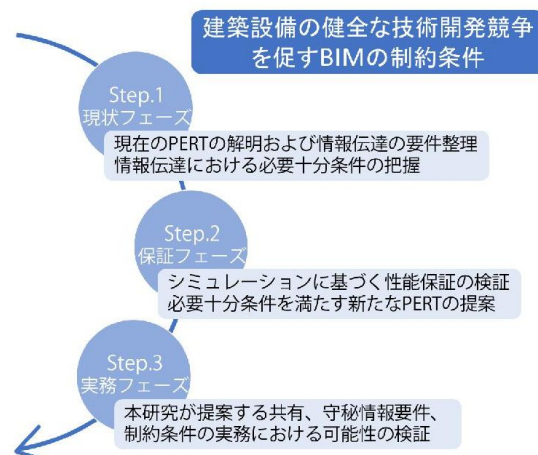 建築設備の健全な技術開発競争
を促すBIMの制約条件
Step.1
現状フェーズ
現在のPERTの解明および情報伝達の要件整理
情報伝達における必要十分条件の把握
Step.2
保証フェーズ
シミュレーションに基づく性能保証の検証
必要十分条件を満たす新たなPERTの提案
Step.3
実務フェーズ
本研究が提案する共有、守秘情報要件、
制約条件の実務における可能性の検証